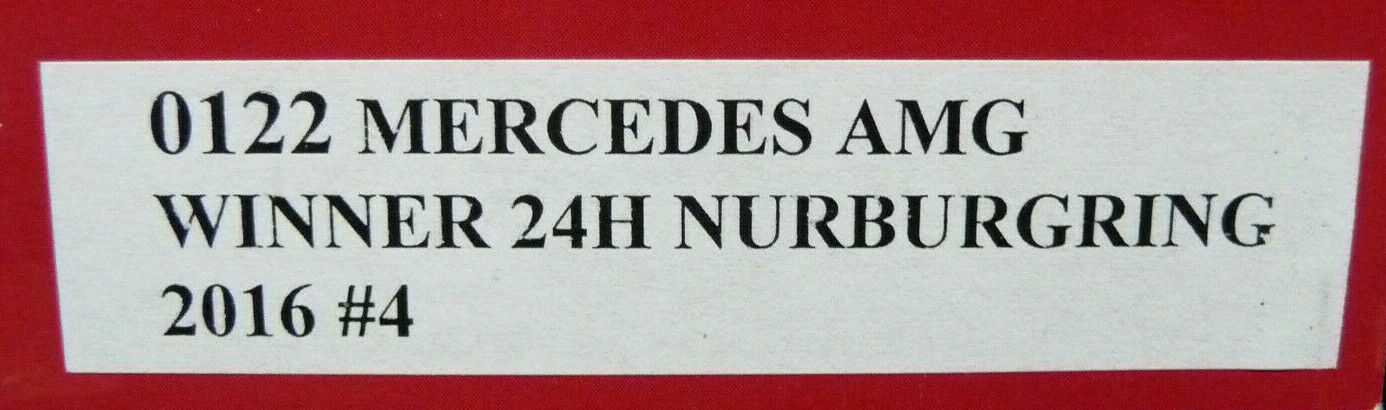 0122 MERCEDES AMG
WINNER 24H NURBURGRING
2016 #4